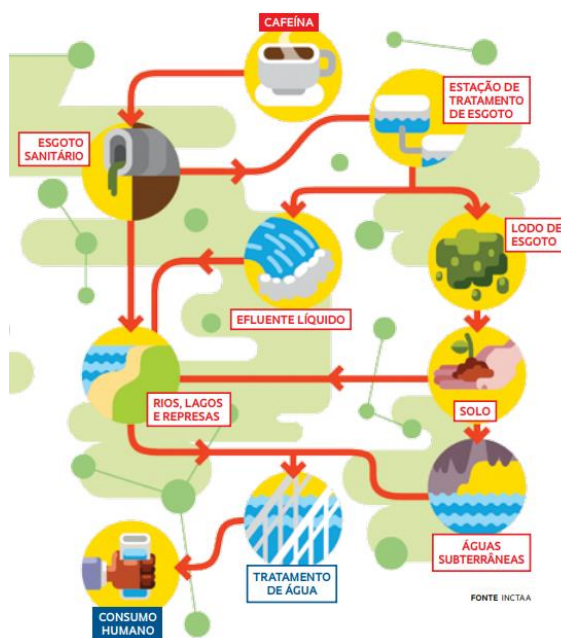 CAFEÍNA
ESTAÇÃO DE
TRATAMENTO
DE ESGOTO
ESGOTO
SANITÁRIO
LODO DE
ESGOTO
EFLUENTE LÍQUIDO
RIOS, LAGOS
E REPRESAS
SOLO
ÁGUAS
SUBTERRÂNEAS
TRATAMENTO
DE ÁGUA
CONSUMO
HUMANO
FONTE INCTAA